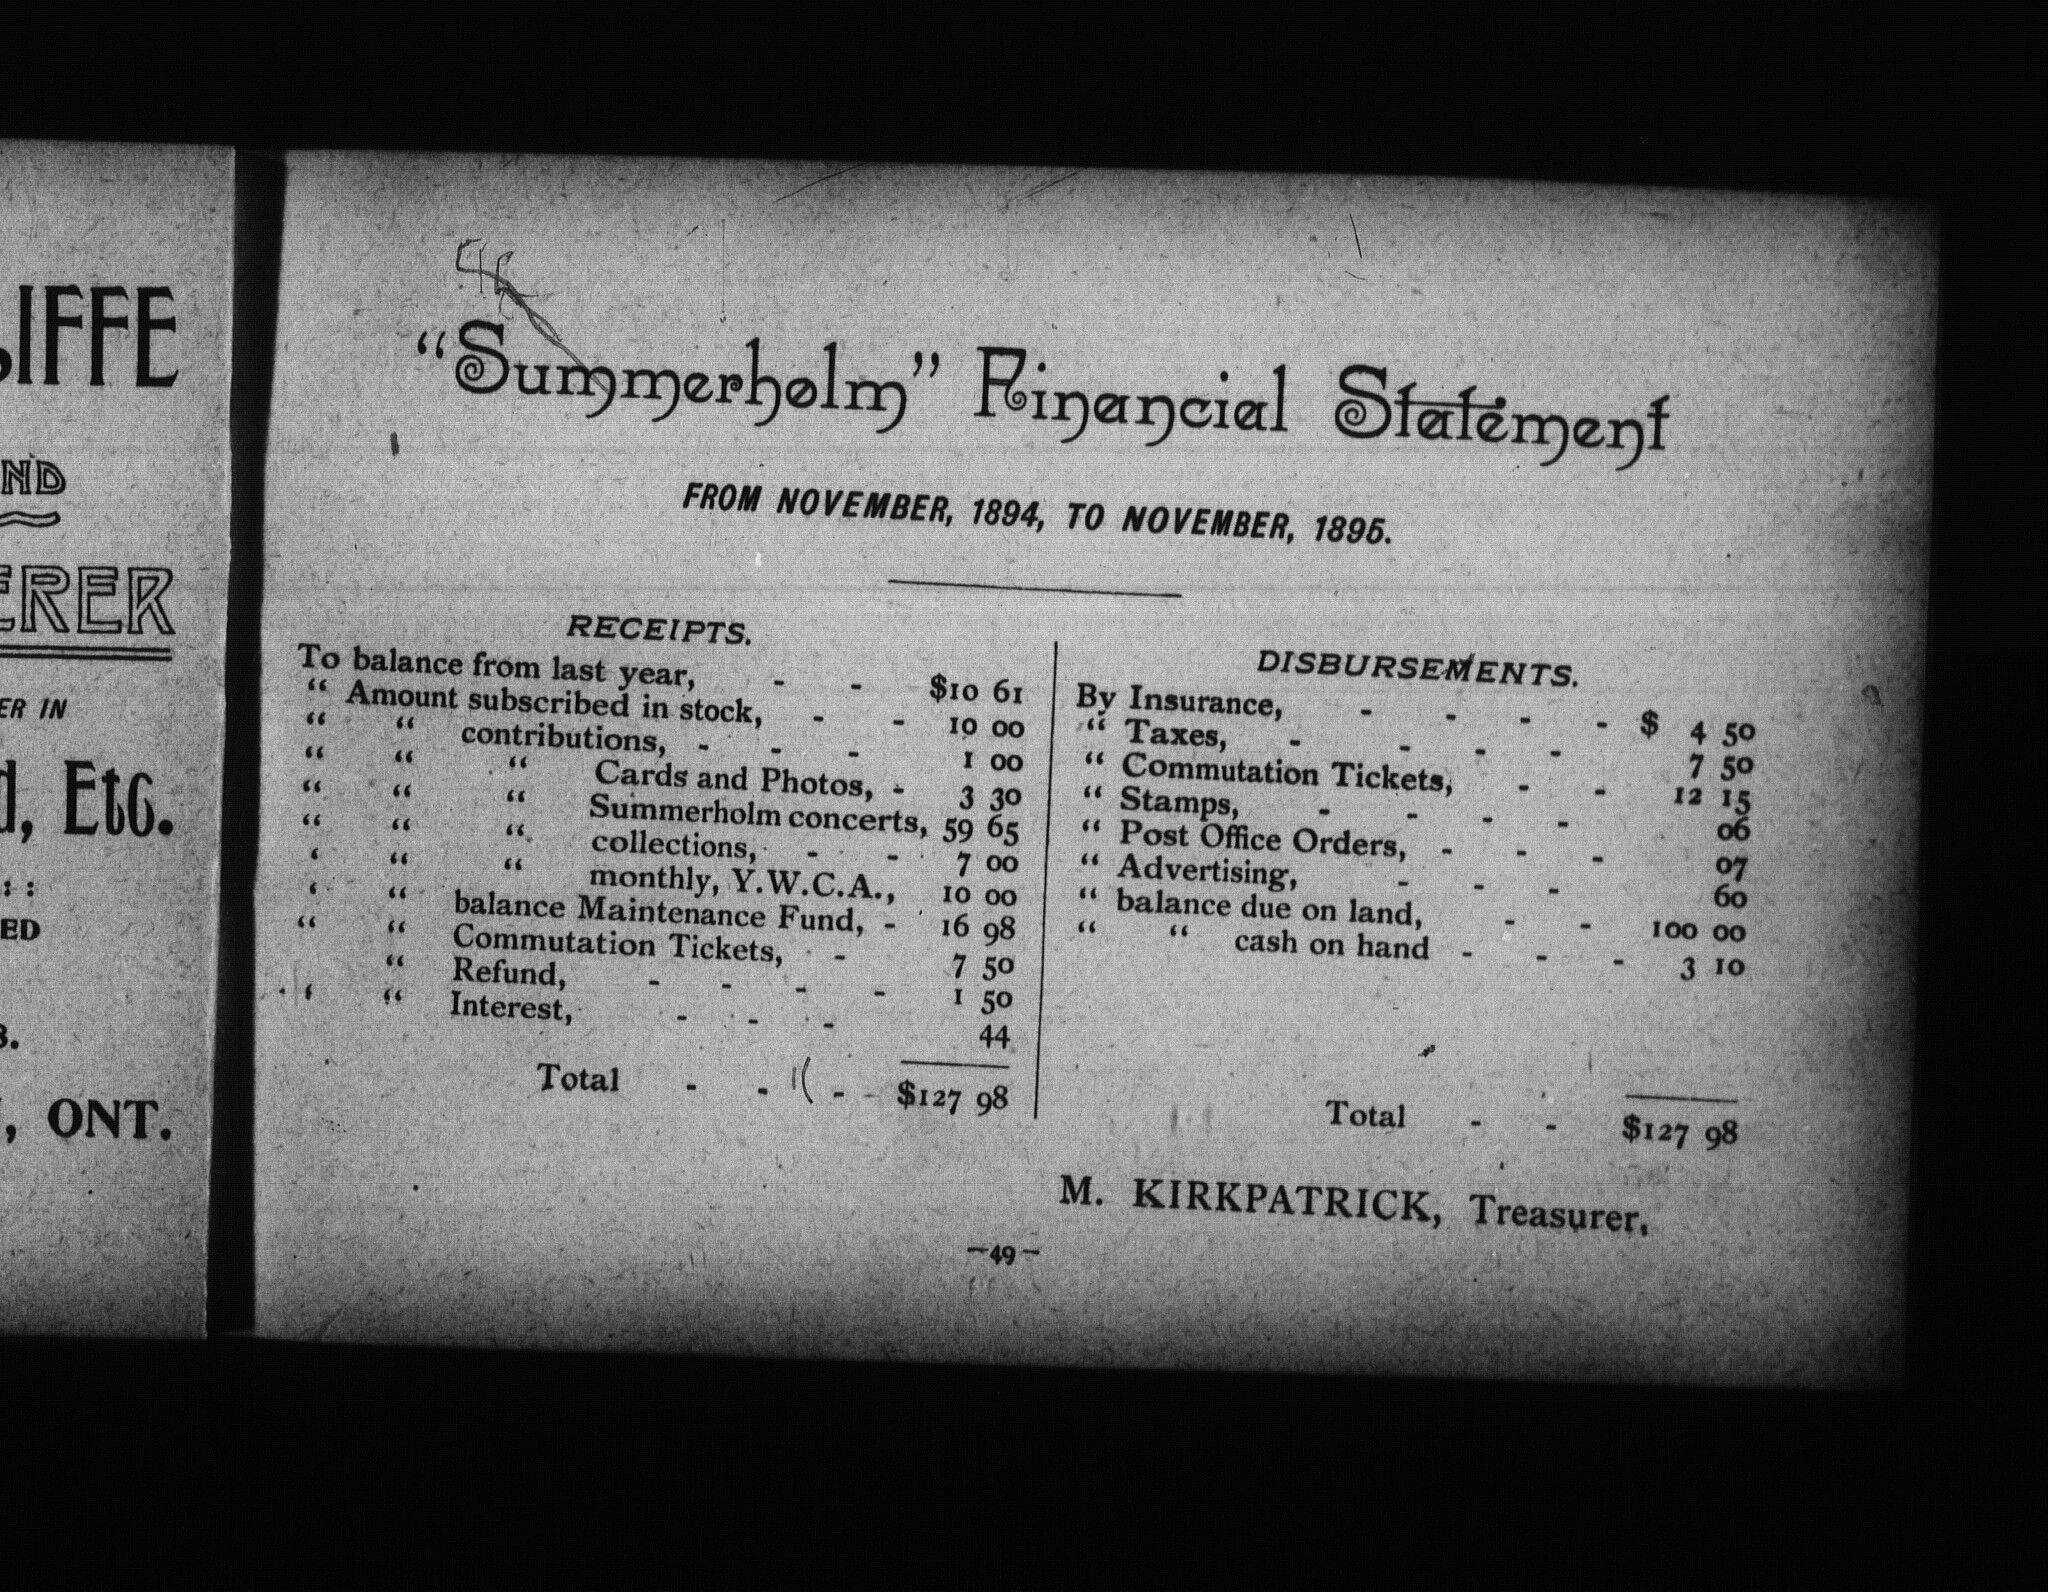 IFFE
ND
ERER
ER IN
d, Etc.
: :
ED
, ONT.
"Summerholm" Financial Statement
FROM NOVEMBER, 1894, TO NOVEMBER, 1895.
RECEIPTS.
To balance from last year, - - $10 61
" Amount subscribed in stock, - - 10 00
" " contributions, - - - 1 00
" " " Cards and Photos, - 3 30
" " " Summerholm concerts, 59 65
" " " collections, - - 7 00
' " " monthly, Y.W.C.A., 10 00
' " balance Maintenance Fund, - 16 98
" " Commutation Tickets, - 7 50
" Refund, - - - - 1 50
' " Interest, - - - 44
Total - - - $127 98
DISBURSEMENTS.
By Insurance, - - - - $ 4 50
" Taxes, - - - - 7 50
" Commutation Tickets, - - 12 15
" Stamps, - - - - 06
" Post Office Orders, - - - 07
" Advertising, - - - 60
" balance due on land, - - 100 00
" " cash on hand - - - 3 10
Total - - $127 98
M. KIRKPATRICK, Treasurer.
-49-